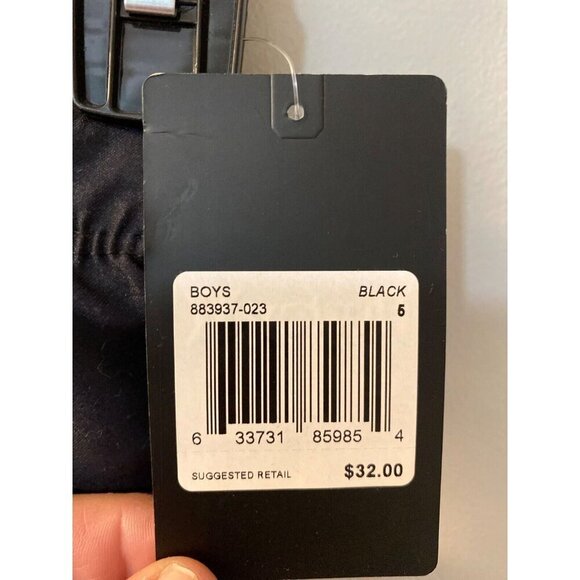 BOYS BLACK
883937-023 5
6 33731 85985 4
SUGGESTED RETAIL $32.00